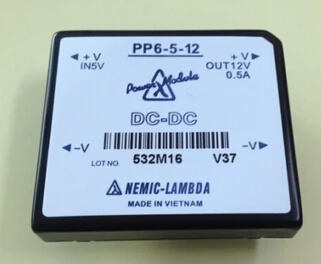 PP6-5-12
+V
IN5V
+V
OUT12V
0.5A
Power Module
DC-DC
-V
-V
LOT NO. 532M16 V37
NEMIC-LAMBDA
MADE IN VIETNAM